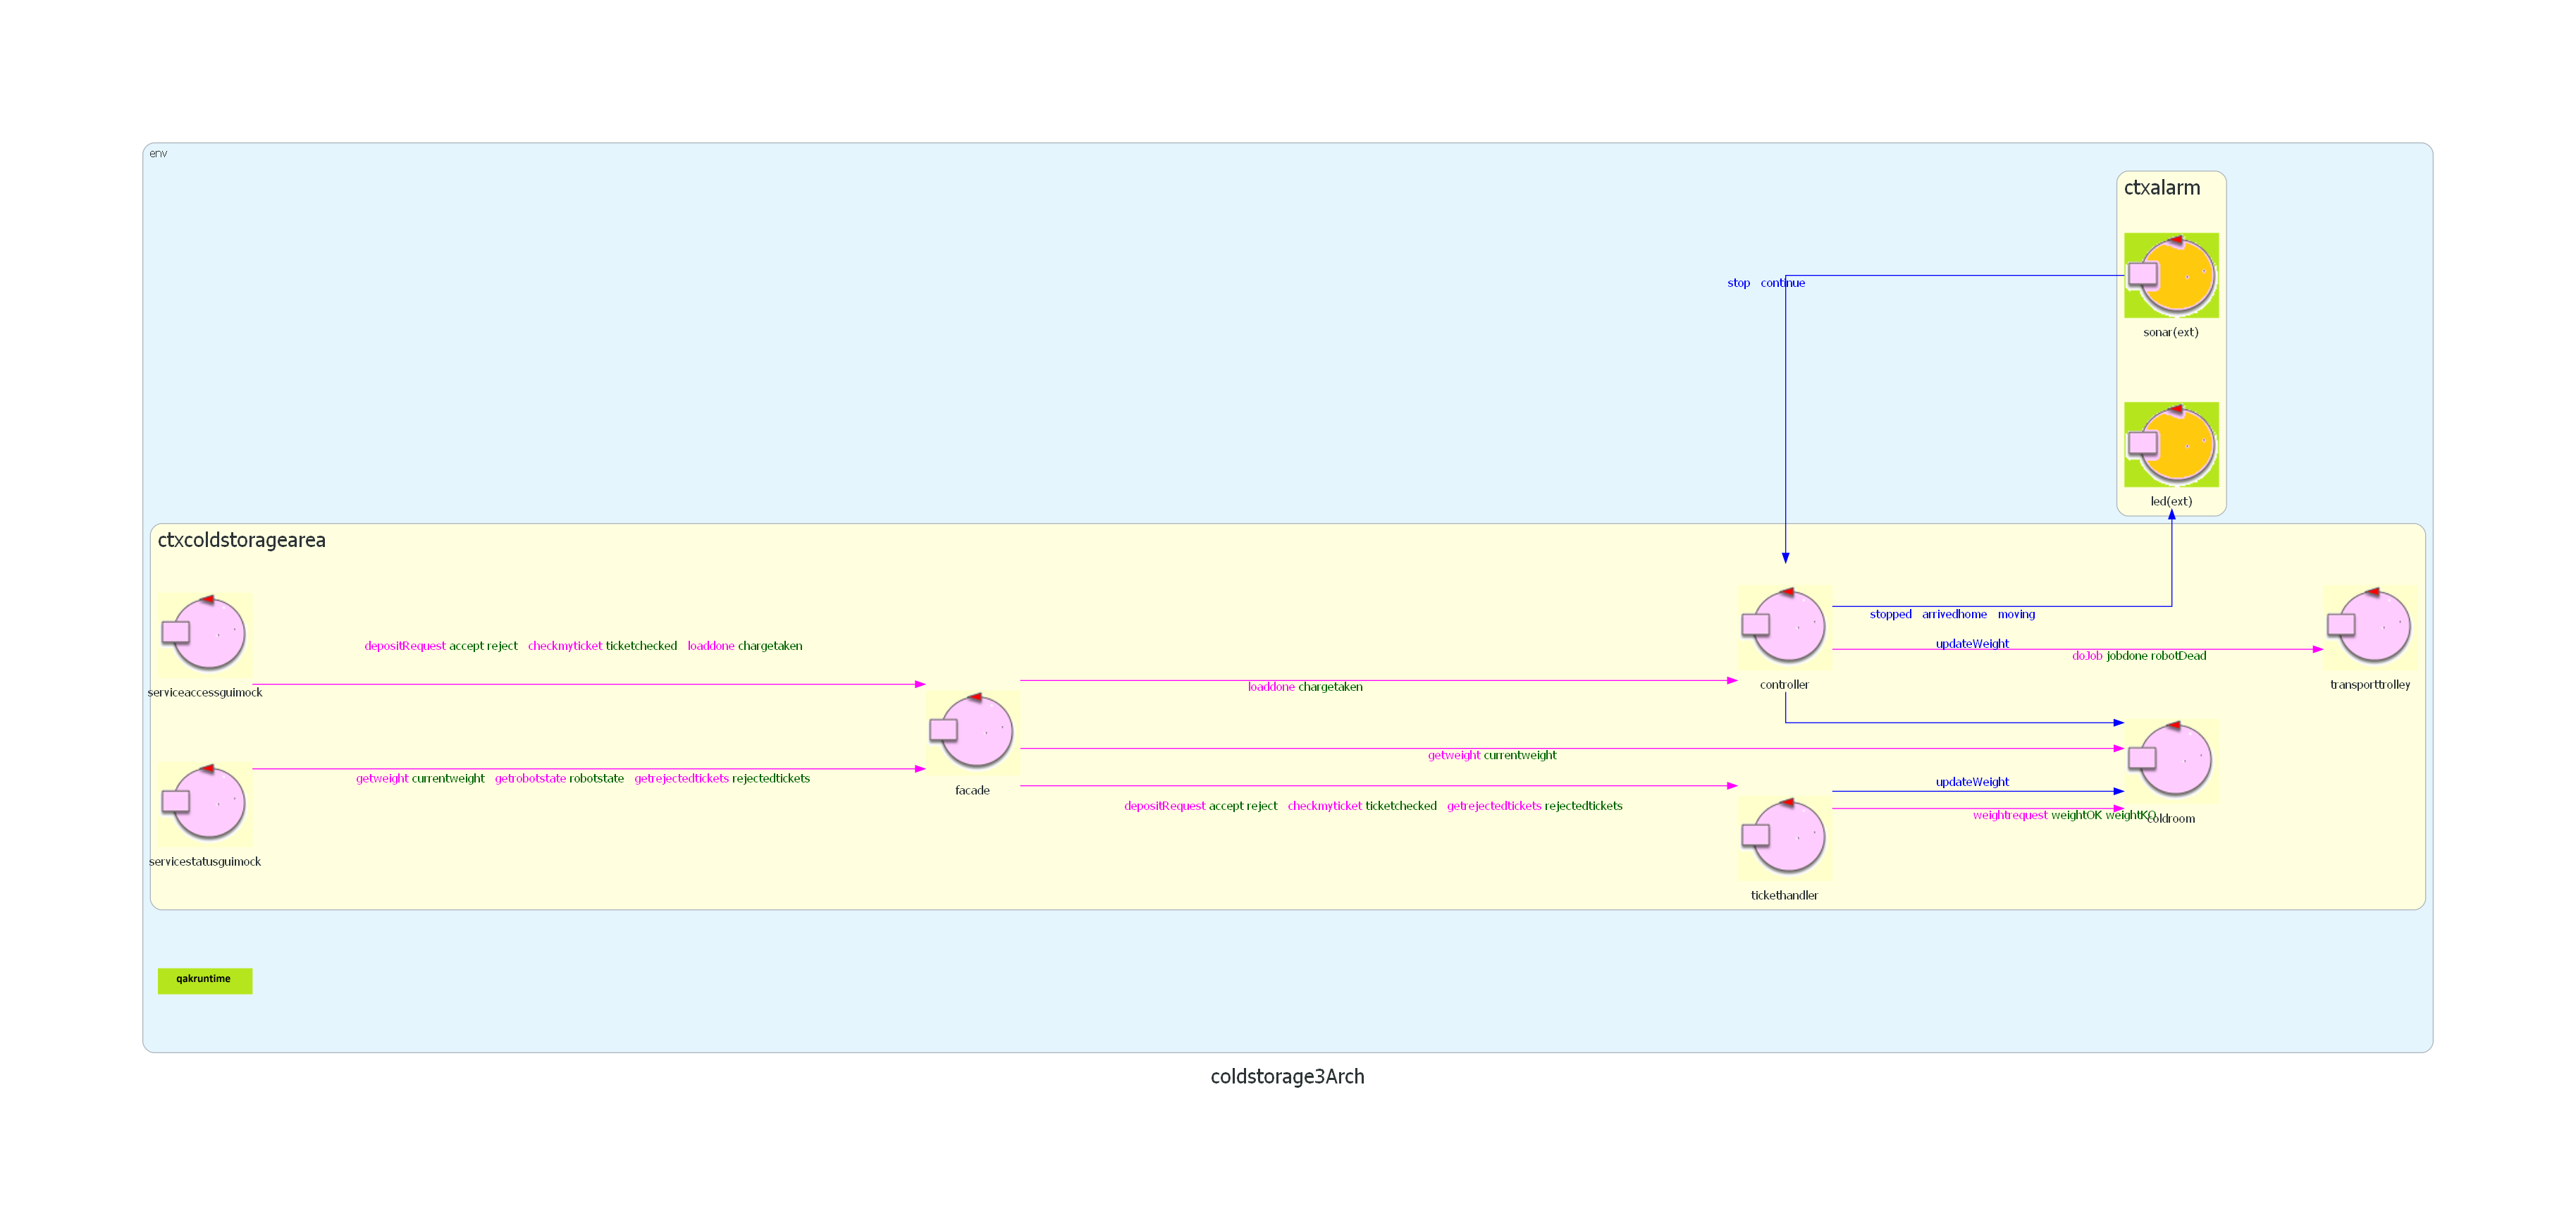 env
ctxalarm
stop continue
sonar(ext)
led(ext)
ctxcoldstoragearea
stopped arrivedhome moving
depositRequest accept reject checkmyticket ticketchecked loaddone chargetaken
updateWeight
doJob jobdone robotDead
serviceaccessguimock
loaddone chargetaken
controller
transporttrolley
getweight currentweight
getweight currentweight getrobotstate robotstate getrejectedtickets rejectedtickets
updateWeight
facade
depositRequest accept reject checkmyticket ticketchecked getrejectedtickets rejectedtickets
weightrequest weightOK weightKO
coldroom
servicestatusguimock
tickethandler
qakruntime
coldstorage3Arch